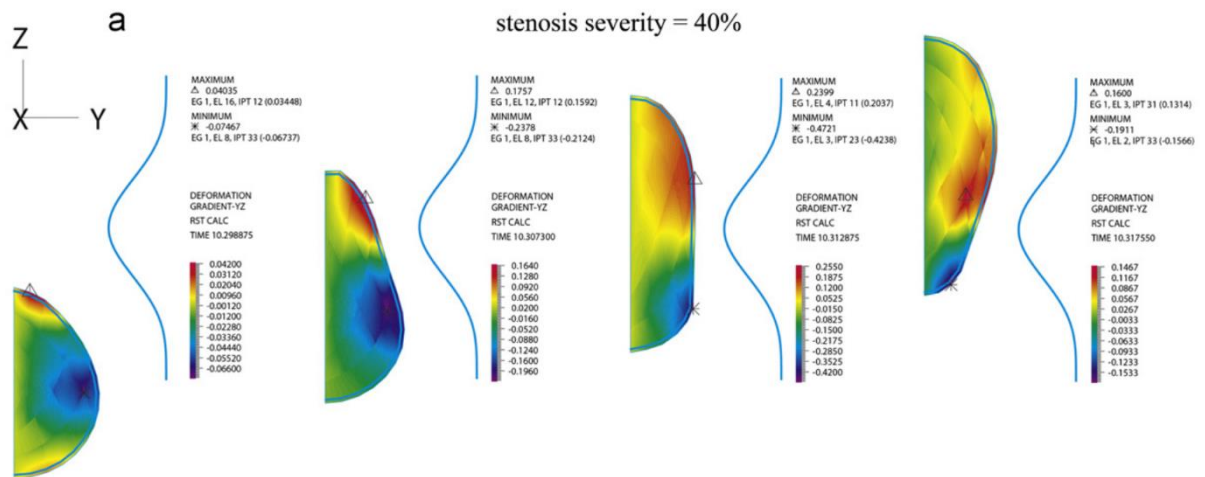 a
stenosis severity = 40%
Z
X
Y
MAXIMUM
△ 0.04035
EG 1, EL 16, IPT 12 (0.03448)
MINIMUM
✳ -0.07467
EG 1, EL 8, IPT 33 (-0.06737)
DEFORMATION
GRADIENT-YZ
RST CALC
TIME 10.298875
0.04200
0.03120
0.02040
0.00960
-0.00120
-0.01200
-0.02280
-0.03360
-0.04440
-0.05520
-0.06600
MAXIMUM
△ 0.1757
EG 1, EL 12, IPT 12 (0.1592)
MINIMUM
✳ -0.2378
EG 1, EL 8, IPT 33 (-0.2124)
DEFORMATION
GRADIENT-YZ
RST CALC
TIME 10.307300
0.1640
0.1280
0.0920
0.0560
0.0200
-0.0160
-0.0520
-0.0880
-0.1240
-0.1600
-0.1960
MAXIMUM
△ 0.2399
EG 1, EL 4, IPT 11 (0.2037)
MINIMUM
✳ -0.4721
EG 1, EL 3, IPT 23 (-0.4238)
DEFORMATION
GRADIENT-YZ
RST CALC
TIME 10.312875
0.2550
0.1875
0.1200
0.0525
-0.0150
-0.0825
-0.1500
-0.2175
-0.2850
-0.3525
-0.4200
MAXIMUM
△ 0.1600
EG 1, EL 3, IPT 31 (0.1314)
MINIMUM
✳ -0.1911
EG 1, EL 2, IPT 33 (-0.1566)
DEFORMATION
GRADIENT-YZ
RST CALC
TIME 10.317550
0.1467
0.1167
0.0867
0.0567
0.0267
-0.0033
-0.0333
-0.0633
-0.0933
-0.1233
-0.1533